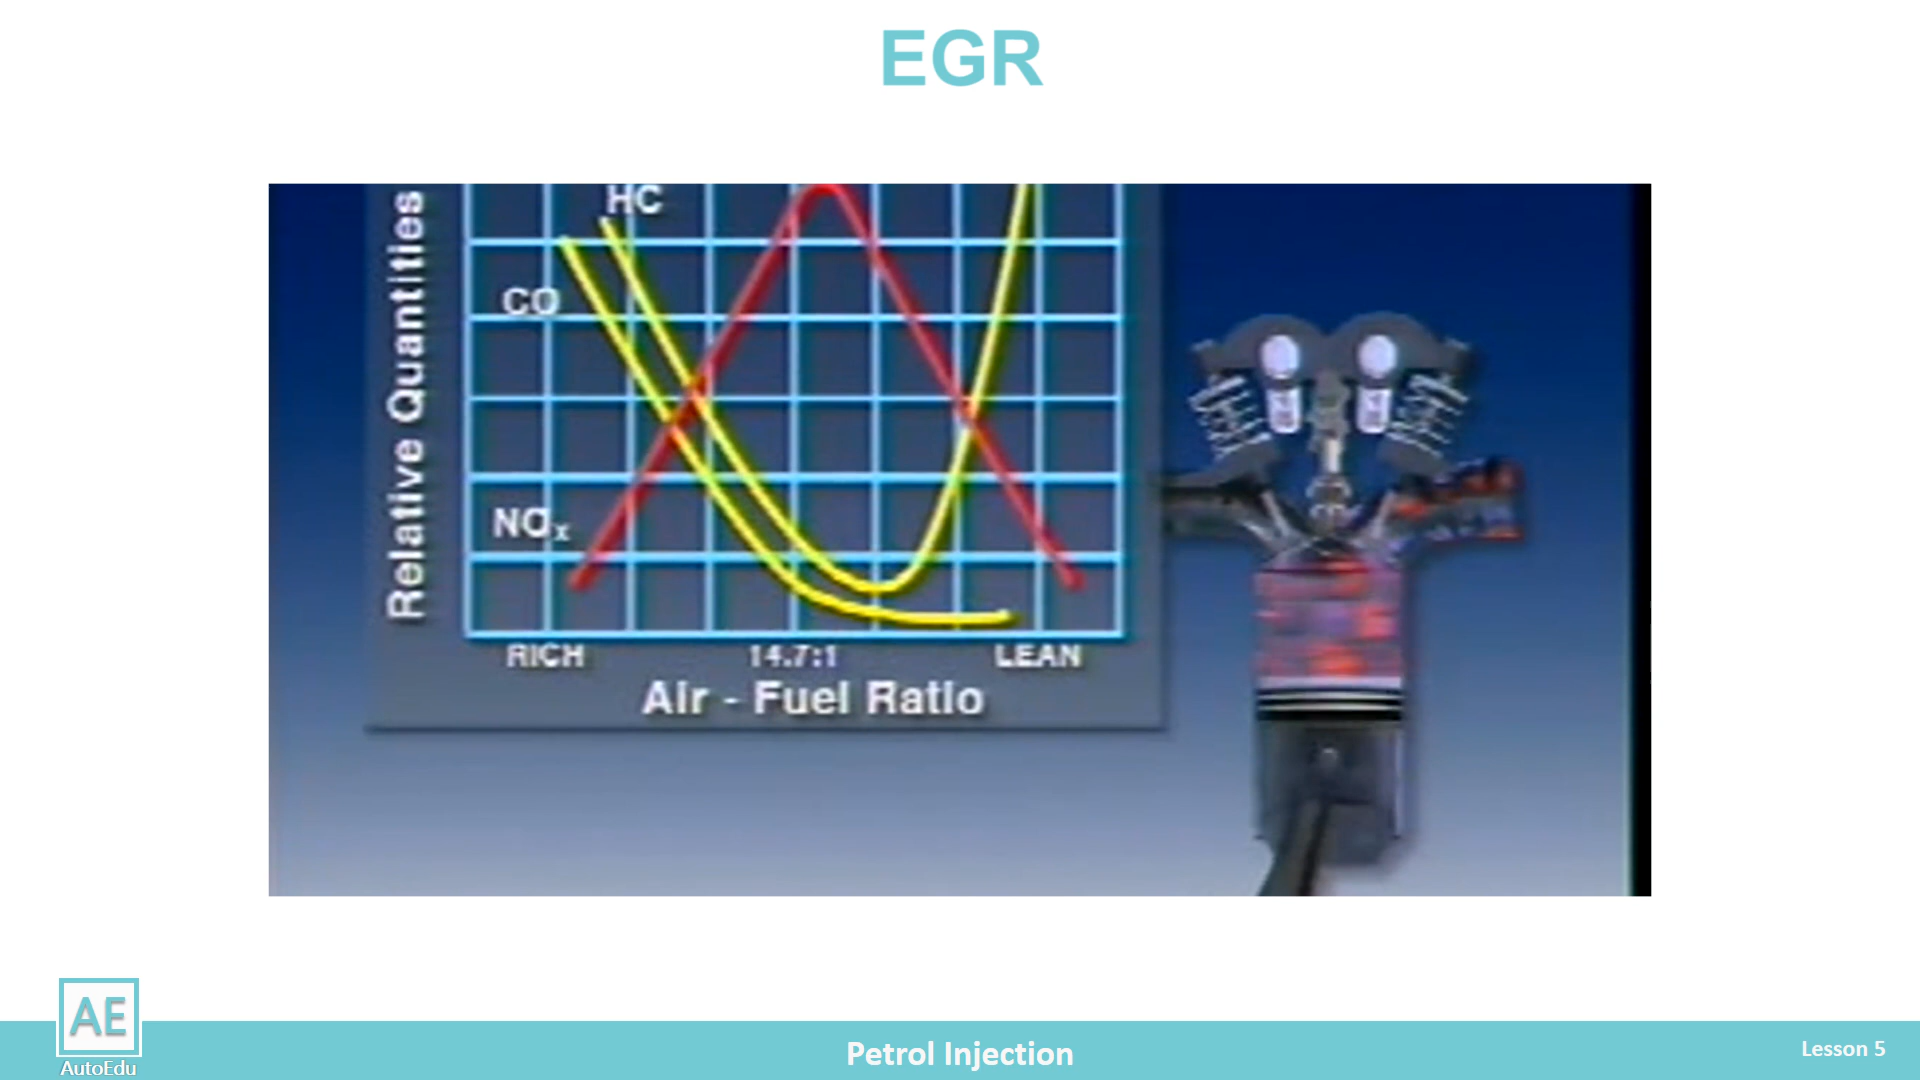 EGR
Relative Quantities
HC
CO
NOx
RICH 14.7:1 LEAN
Air - Fuel Ratio
AE
AutoEdu
Petrol Injection
Lesson 5